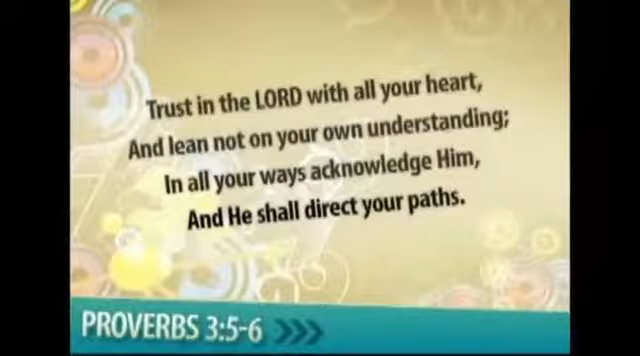 Trust in the LORD with all your heart,
And lean not on your own understanding;
In all your ways acknowledge Him,
And He shall direct your paths.
PROVERBS 3:5-6 >>>